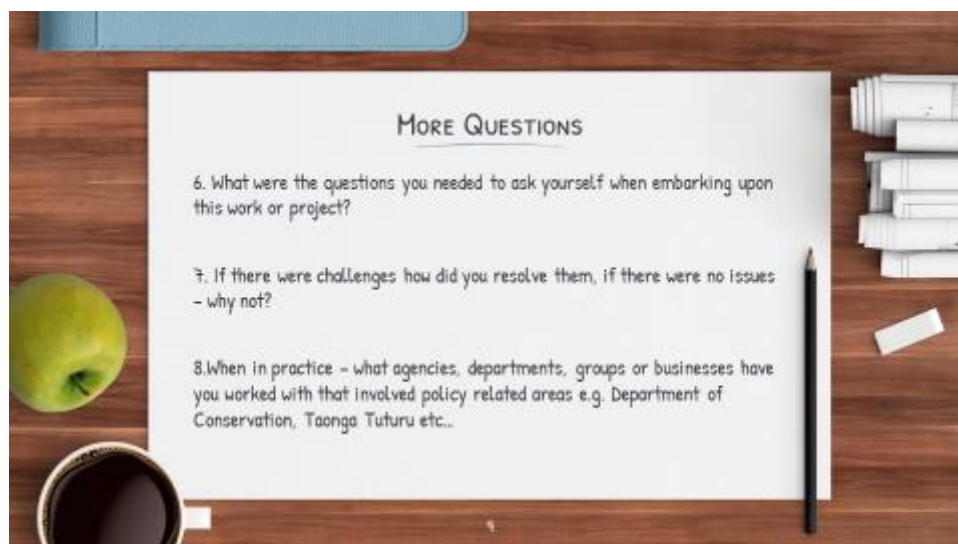 More Questions
6. What were the questions you needed to ask yourself when embarking upon
this work or project?
7. If there were challenges how did you resolve them, if there were no issues
– why not?
8.When in practice – what agencies, departments, groups or businesses have
you worked with that involved policy related areas e.g. Department of
Conservation, Taonga Tuturu etc...
9